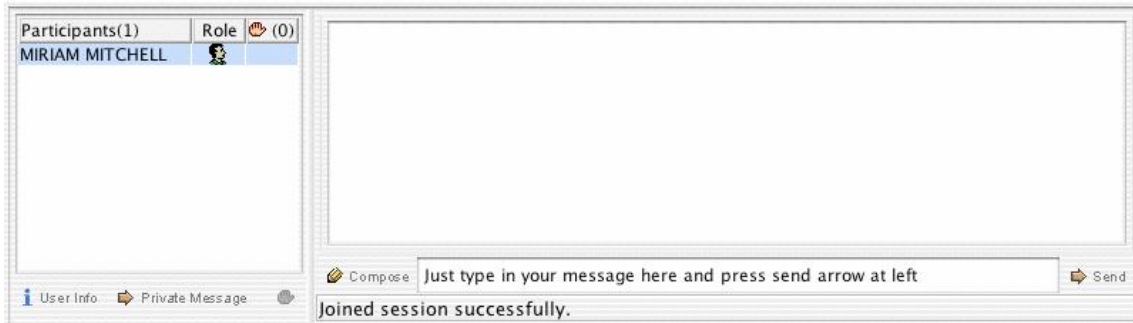 Participants(1) Role (0)
MIRIAM MITCHELL
User Info Private Message
Compose Just type in your message here and press send arrow at left Send
Joined session successfully.